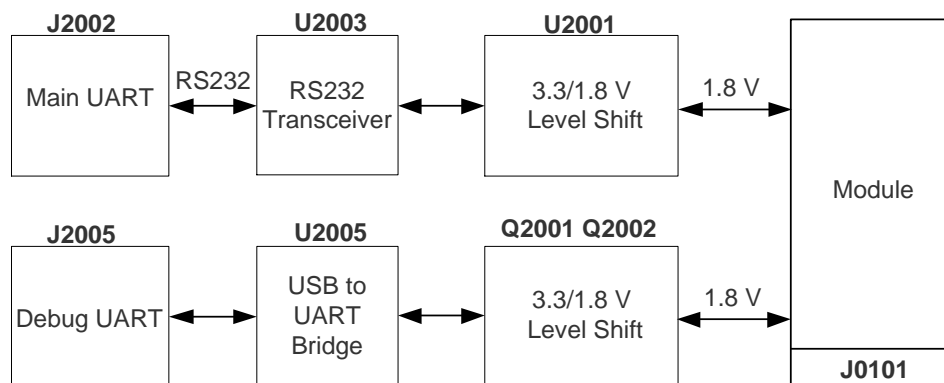 J2002
U2003
U2001
Main UART
RS232
RS232
Transceiver
3.3/1.8 V
Level Shift
1.8 V
Module
J2005
U2005
Q2001 Q2002
Debug UART
USB to
UART
Bridge
3.3/1.8 V
Level Shift
1.8 V
J0101